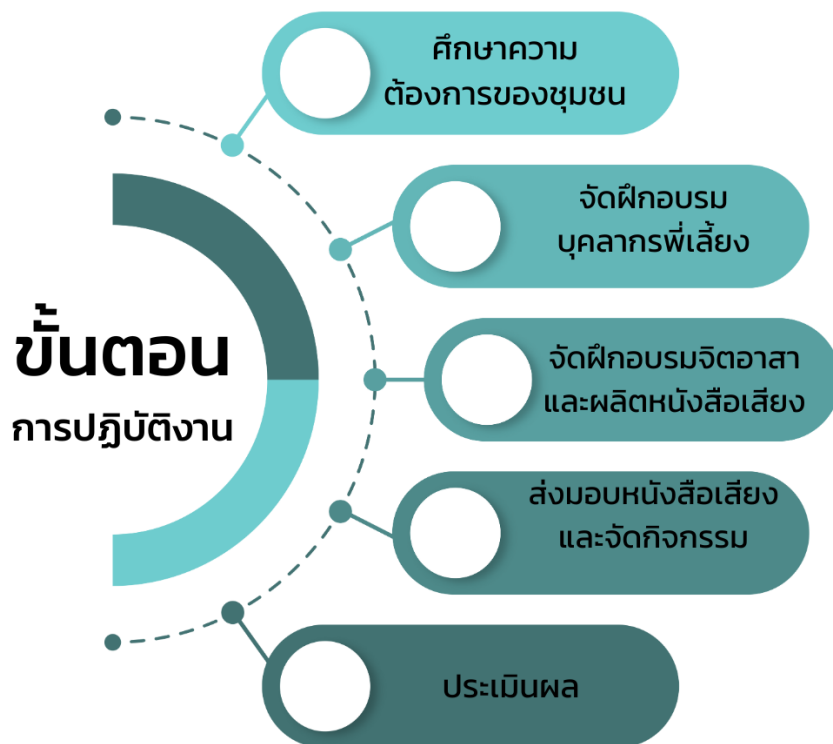 ขั้นตอน
การปฏิบัติงาน
ศึกษาความ
ต้องการของชุมชน
จัดฝึกอบรม
บุคลากรพี่เลี้ยง
จัดฝึกอบรมจิตอาสา
และผลิตหนังสือเสียง
ส่งมอบหนังสือเสียง
และจัดกิจกรรม
ประเมินผล